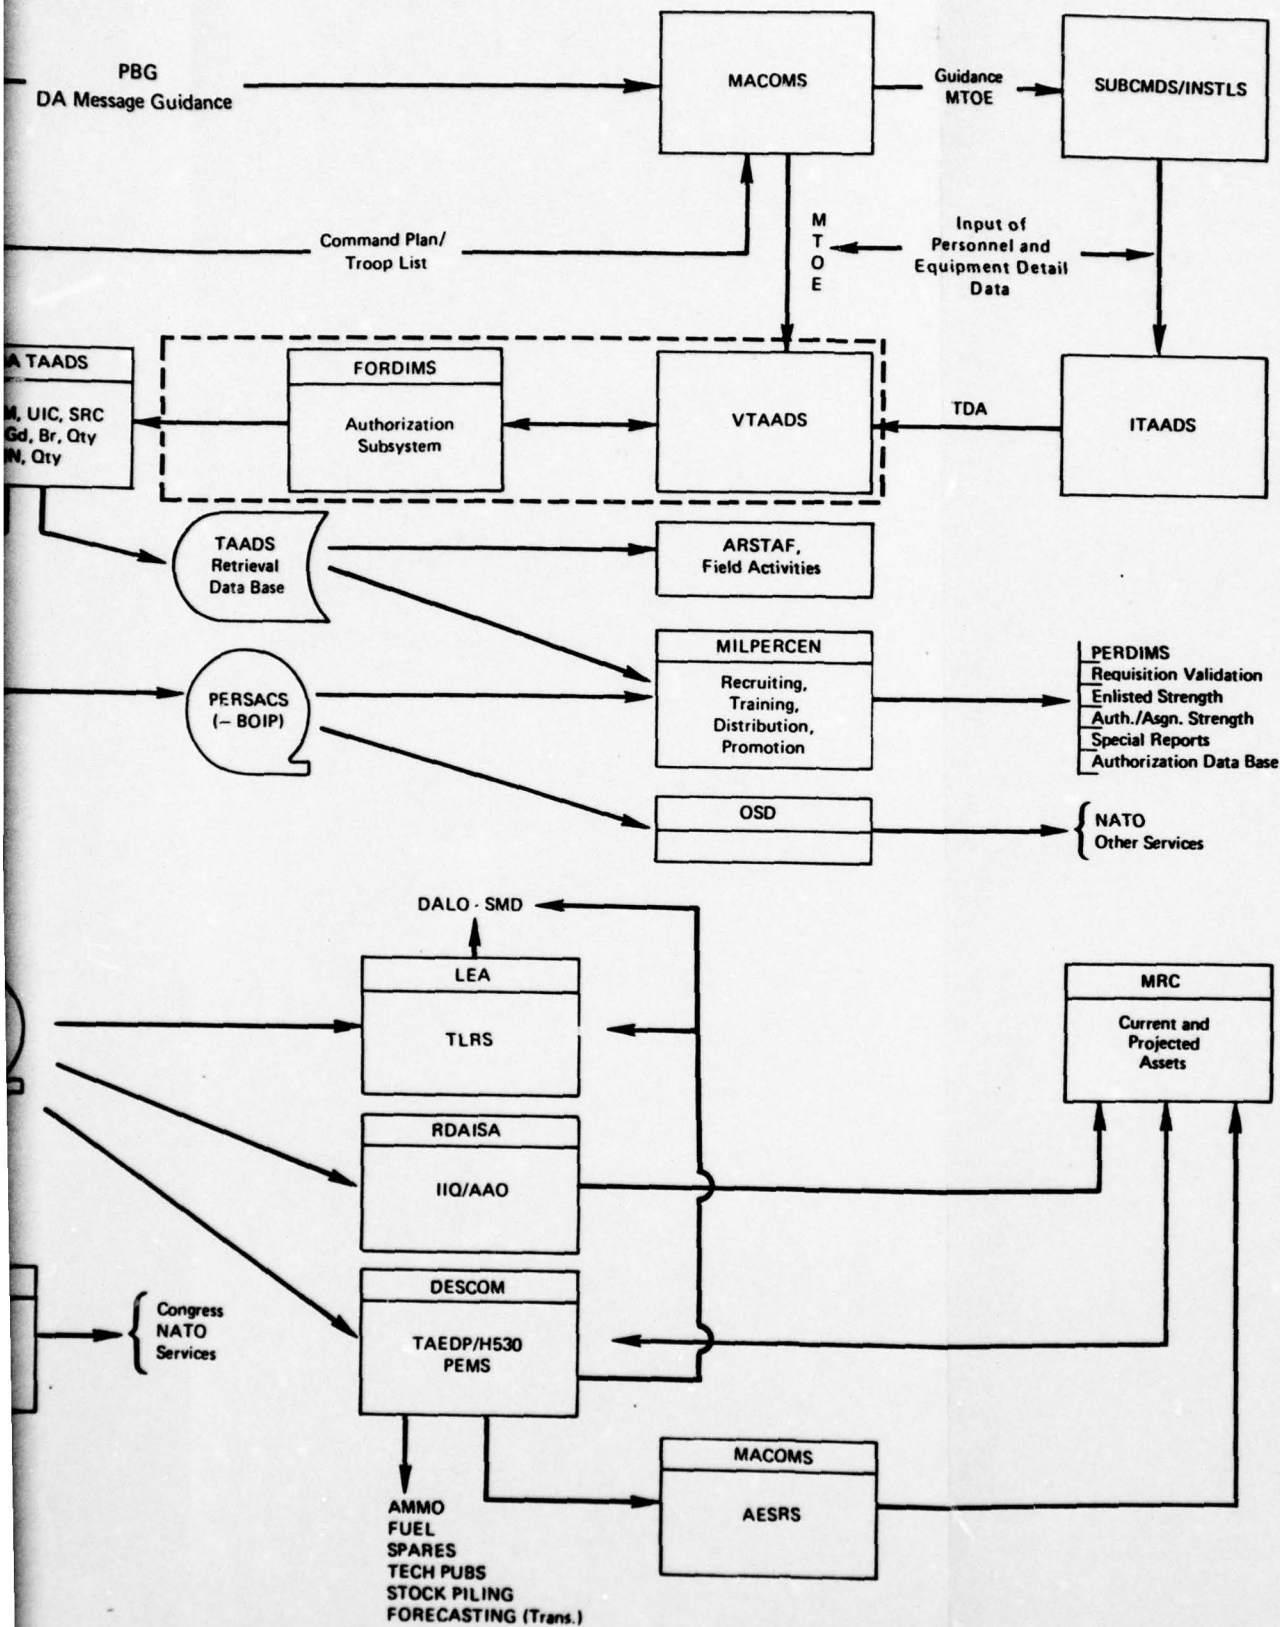 PBG
DA Message Guidance
MACOMS
Guidance
MTOE
SUBCMDS/INSTLS
Command Plan/
Troop List
M
T
O
E
Input of
Personnel and
Equipment Detail
Data
A TAADS
M, UIC, SRC
Gd, Br, Qty
IN, Qty
FORDIMS
Authorization
Subsystem
VTAADS
TDA
ITAADS
TAADS
Retrieval
Data Base
ARSTAF,
Field Activities
PERSACS
(– BOIP)
MILPERCEN
Recruiting,
Training,
Distribution,
Promotion
PERDIMS
Requisition Validation
Enlisted Strength
Auth./Asgn. Strength
Special Reports
Authorization Data Base
OSD
NATO
Other Services
DALO - SMD
LEA
TLRS
MRC
Current and
Projected
Assets
RDAISA
IIQ/AAO
DESCOM
TAEDP/H530
PEMS
Congress
NATO
Services
MACOMS
AESRS
AMMO
FUEL
SPARES
TECH PUBS
STOCK PILING
FORECASTING (Trans.)